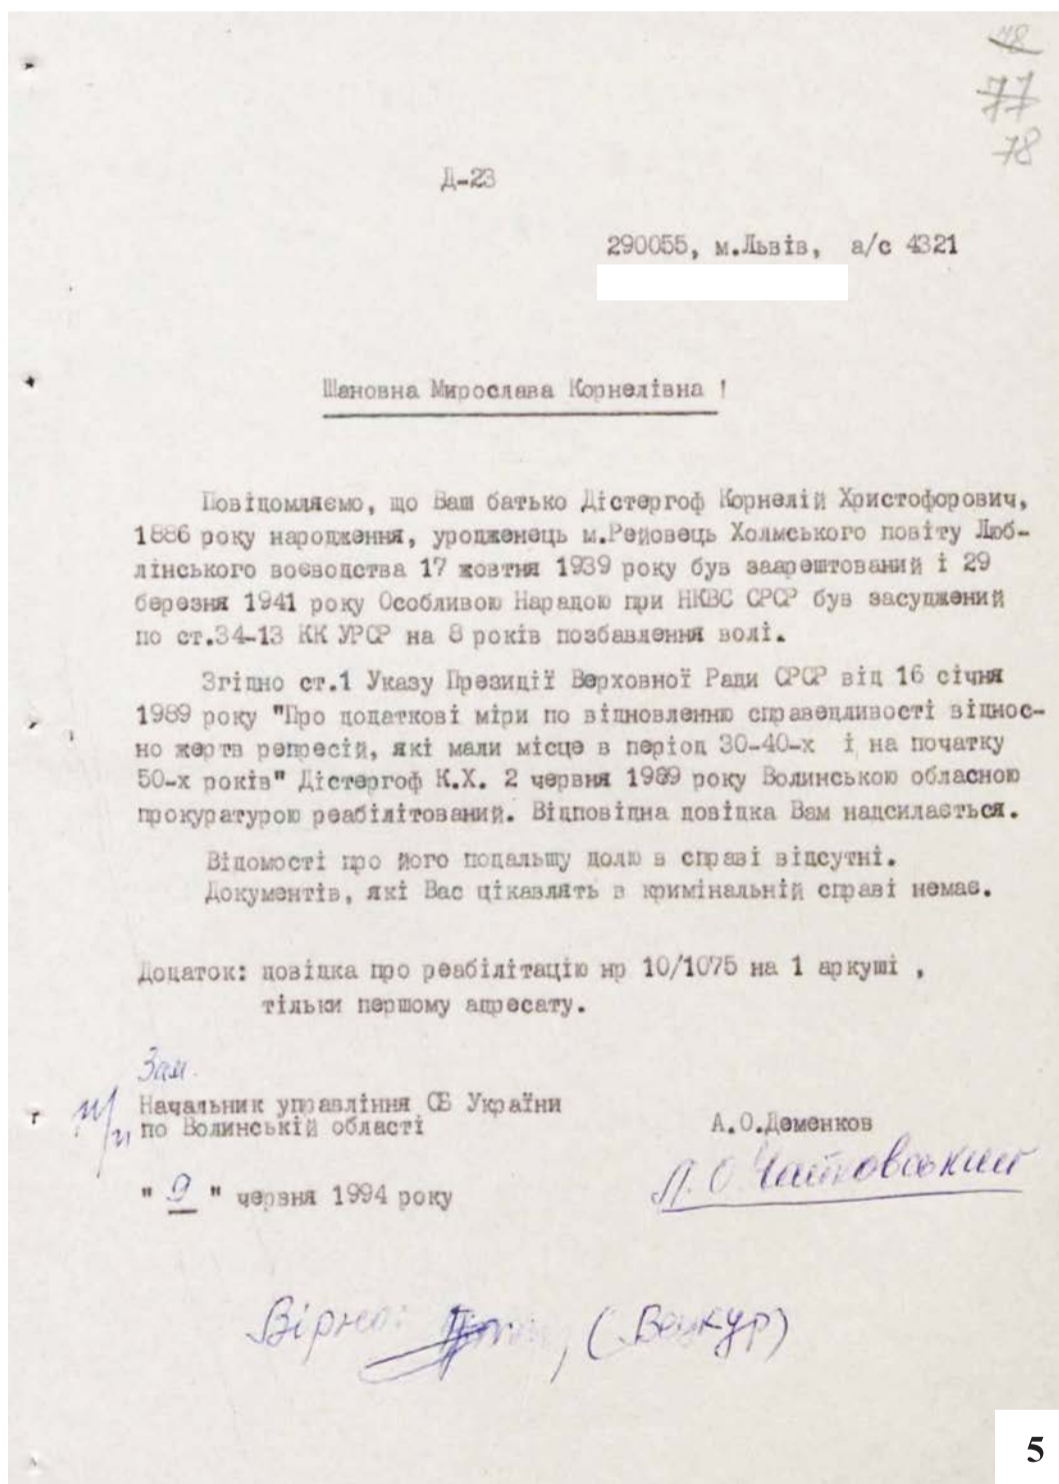 78
77
78
Д-23
290055, м.Львів, а/с 4321
Шановна Мирослава Корнелівна !
Повідомляємо, що Ваш батько Дістергоф Корнелій Христофорович,
1886 року народження, уродженець м.Рейовець Холмського повіту Люб-
лінського воєводства 17 жовтня 1939 року був заарештований і 29
березня 1941 року Особливою Нарадою при НКВС СРСР був засуджений
по ст.34-13 КК УРСР на 8 років позбавлення волі.
Згідно ст.1 Указу Президії Верховної Ради СРСР від 16 січня
1989 року "Про додаткові міри по відновленню справедливості віднос-
но жертв репресій, які мали місце в період 30-40-х і на початку
50-х років" Дістергоф К.Х. 2 червня 1989 року Волинською обласною
прокуратурою реабілітований. Відповідна довідка Вам надсилається.
Відомості про його подальшу долю в справі відсутні.
Документів, які Вас цікавлять в кримінальній справі немає.
Додаток: довідка про реабілітацію нр 10/1075 на 1 аркуші ,
тільки першому адресату.
Зам.
Начальник управління СБ України
по Волинській області
А.О.Деменков
" 9 " червня 1994 року
Вірно:
5